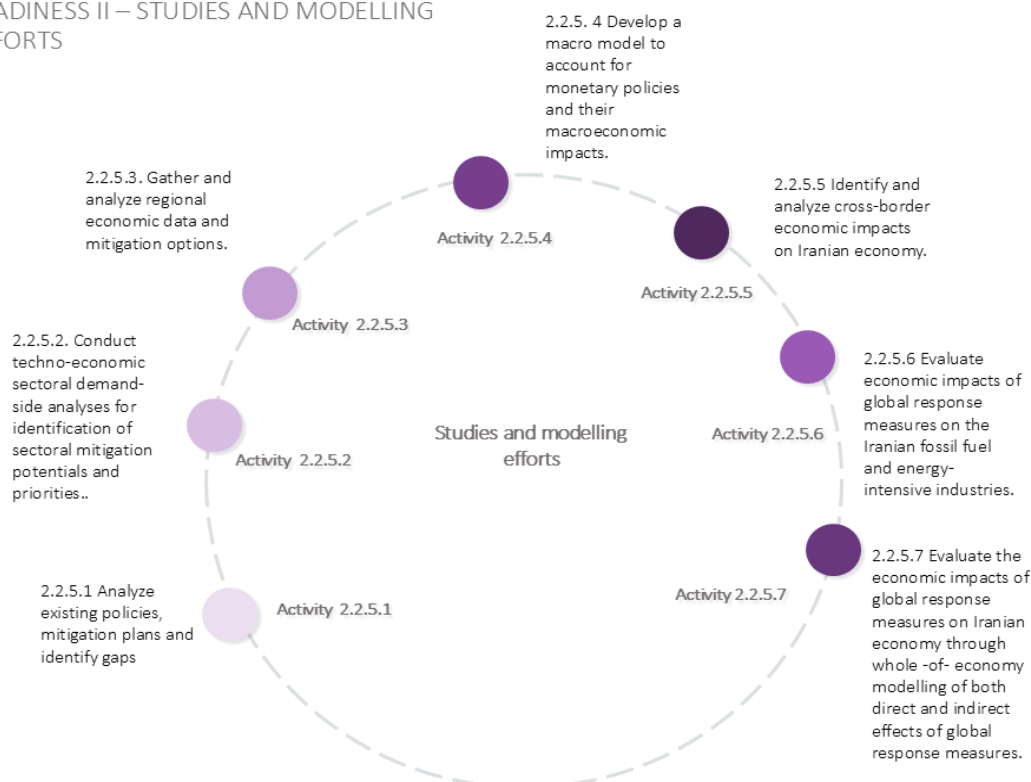 ADINESS II – STUDIES AND MODELLING
FORTS
2.2.5. 4 Develop a
macro model to
account for
monetary policies
and their
macroeconomic
impacts.
2.2.5.3. Gather and
analyze regional
economic data and
mitigation options.
Activity 2.2.5.4
2.2.5.5 Identify and
analyze cross-border
economic impacts
on Iranian economy.
Activity 2.2.5.5
Activity 2.2.5.3
2.2.5.2. Conduct
techno-economic
sectoral demand-
side analyses for
identification of
sectoral mitigation
potentials and
priorities..
Activity 2.2.5.2
Studies and modelling
efforts
Activity 2.2.5.6
2.2.5.6 Evaluate
economic impacts of
global response
measures on the
Iranian fossil fuel
and energy-
intensive industries.
2.2.5.1 Analyze
existing policies,
mitigation plans and
identify gaps
Activity 2.2.5.1
Activity 2.2.5.7
2.2.5.7 Evaluate the
economic impacts of
global response
measures on Iranian
economy through
whole -of- economy
modelling of both
direct and indirect
effects of global
response measures.